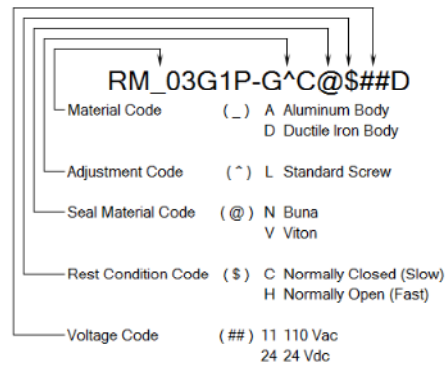 RM_03G1P-G^C@$##D
Material Code ( _ ) A Aluminum Body
D Ductile Iron Body
Adjustment Code ( ^ ) L Standard Screw
Seal Material Code ( @ ) N Buna
V Viton
Rest Condition Code ( $ ) C Normally Closed (Slow)
H Normally Open (Fast)
Voltage Code ( ## ) 11 110 Vac
24 24 Vdc